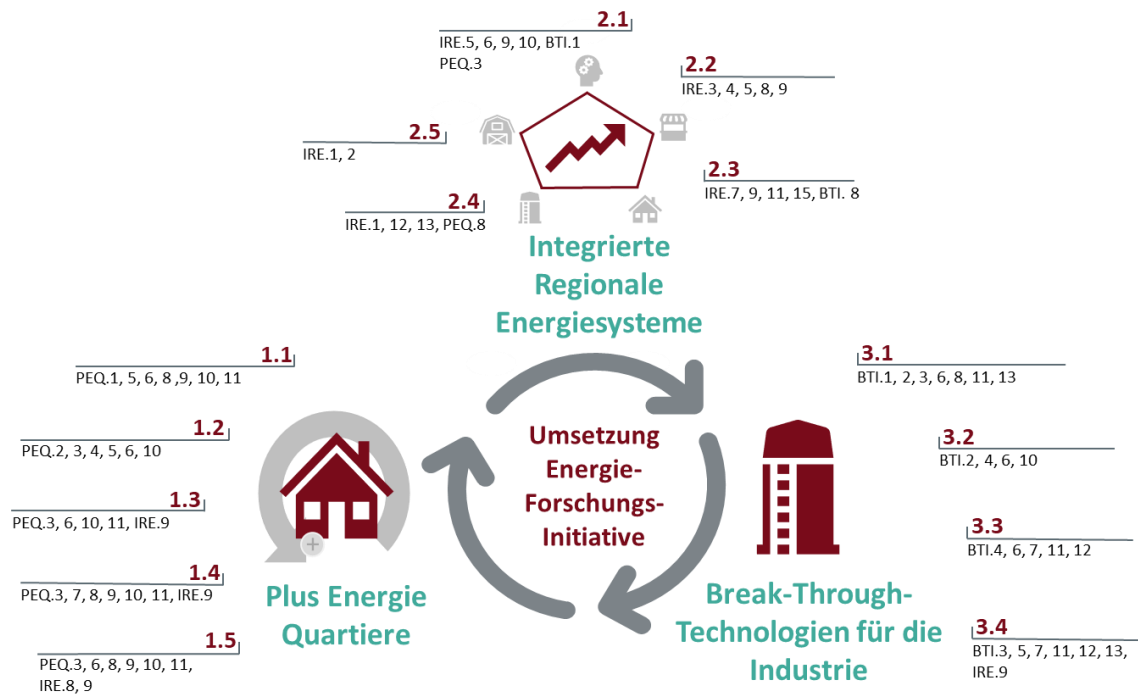 2.1
IRE.5, 6, 9, 10, BTI.1
PEQ.3
2.2
IRE.3, 4, 5, 8, 9
2.5
IRE.1, 2
2.3
IRE.7, 9, 11, 15, BTI. 8
2.4
IRE.1, 12, 13, PEQ.8
Integrierte
Regionale
Energiesysteme
1.1
PEQ.1, 5, 6, 8 ,9, 10, 11
1.2
PEQ.2, 3, 4, 5, 6, 10
1.3
PEQ.3, 6, 10, 11, IRE.9
1.4
PEQ.3, 7, 8, 9, 10, 11, IRE.9
1.5
PEQ.3, 6, 8, 9, 10, 11,
IRE.8, 9
Plus Energie
Quartiere
Umsetzung
Energie-
Forschungs-
Initiative
3.1
BTI.1, 2, 3, 6, 8, 11, 13
3.2
BTI.2, 4, 6, 10
3.3
BTI.4, 6, 7, 11, 12
3.4
BTI.3, 5, 7, 11, 12, 13,
IRE.9
Break-Through-
Technologien für die
Industrie